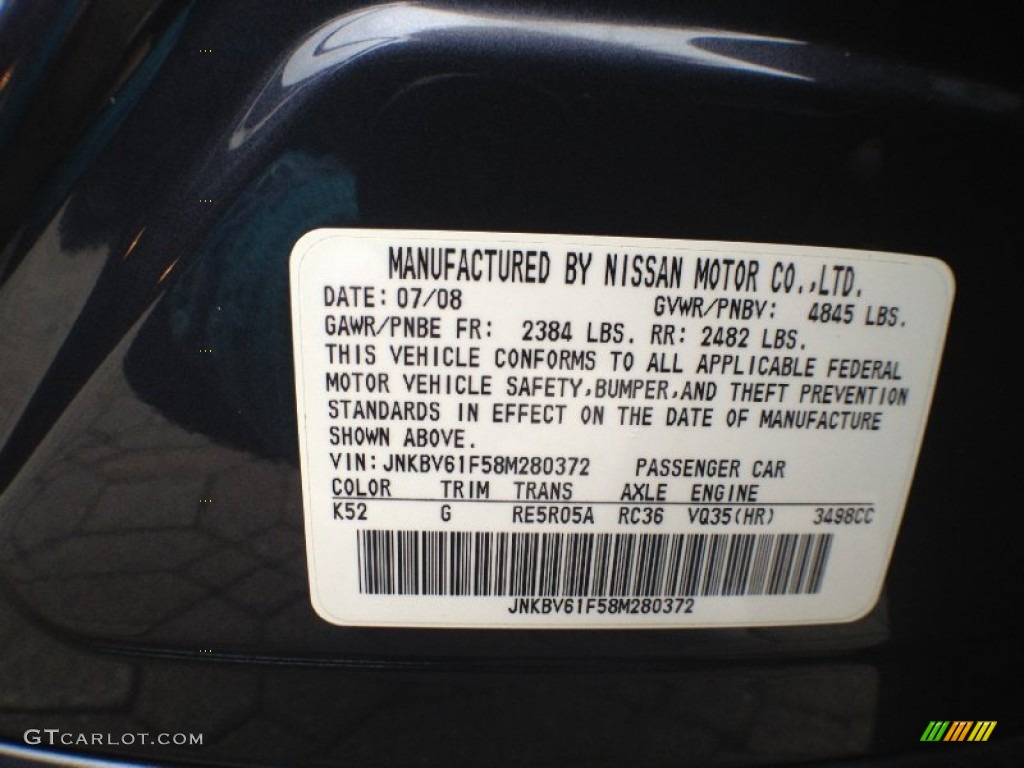 MANUFACTURED BY NISSAN MOTOR CO.,LTD.
DATE: 07/08 GVWR/PNBV: 4845 LBS.
GAWR/PNBE FR: 2384 LBS. RR: 2482 LBS.
THIS VEHICLE CONFORMS TO ALL APPLICABLE FEDERAL
MOTOR VEHICLE SAFETY,BUMPER,AND THEFT PREVENTION
STANDARDS IN EFFECT ON THE DATE OF MANUFACTURE
SHOWN ABOVE.
VIN: JNKBV61F58M280372 PASSENGER CAR
COLOR TRIM TRANS AXLE ENGINE
K52 G RE5R05A RC36 VQ35(HR) 3498CC
JNKBV61F58M280372
GTCARLOT.COM